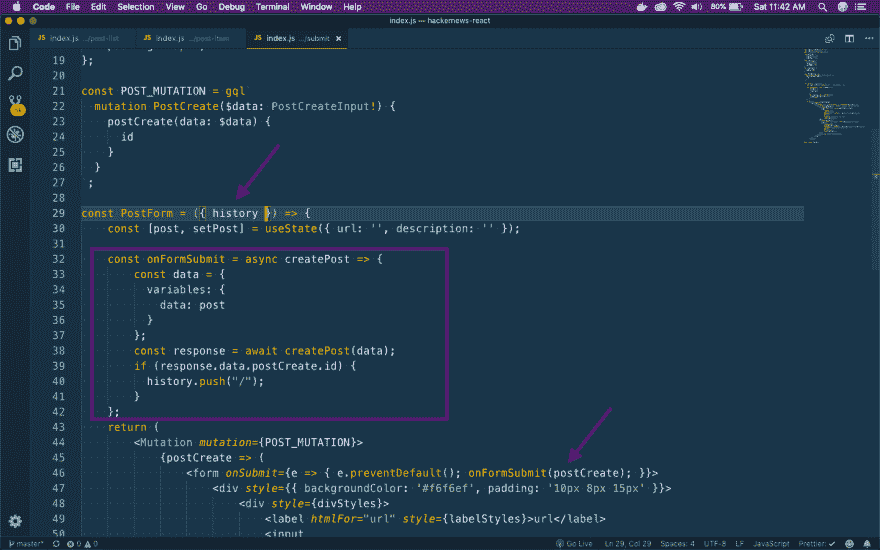 Code File Edit Selection View Go Debug Terminal Window Help 80% Sat 11:42 AM
index.js — hackernews-react
JS index.js .../post-list JS index.js .../post-item JS index.js .../submit ×
19 };
20
21 const POST_MUTATION = gql`
22 mutation PostCreate($data: PostCreateInput!) {
23 postCreate(data: $data) {
24 id
25 }
26 }
27 `;
28
29 const PostForm = ({ history }) => {
30 const [post, setPost] = useState({ url: '', description: '' });
31
32 const onFormSubmit = async createPost => {
33 const data = {
34 variables: {
35 data: post
36 }
37 };
38 const response = await createPost(data);
39 if (response.data.postCreate.id) {
40 history.push("/");
41 }
42 };
43 return (
44 <Mutation mutation={POST_MUTATION}>
45 {postCreate => (
46 <form onSubmit={e => { e.preventDefault(); onFormSubmit(postCreate); }}>
47 <div style={{ backgroundColor: '#f6f6ef', padding: '10px 8px 15px' }}>
48 <div style={divStyles}>
49 <label htmlFor="url" style={labelStyles}>url</label>
50 <input
master* 0 0 Go Live Ln 29, Col 29 Spaces: 4 UTF-8 LF JavaScript Prettier: ✓